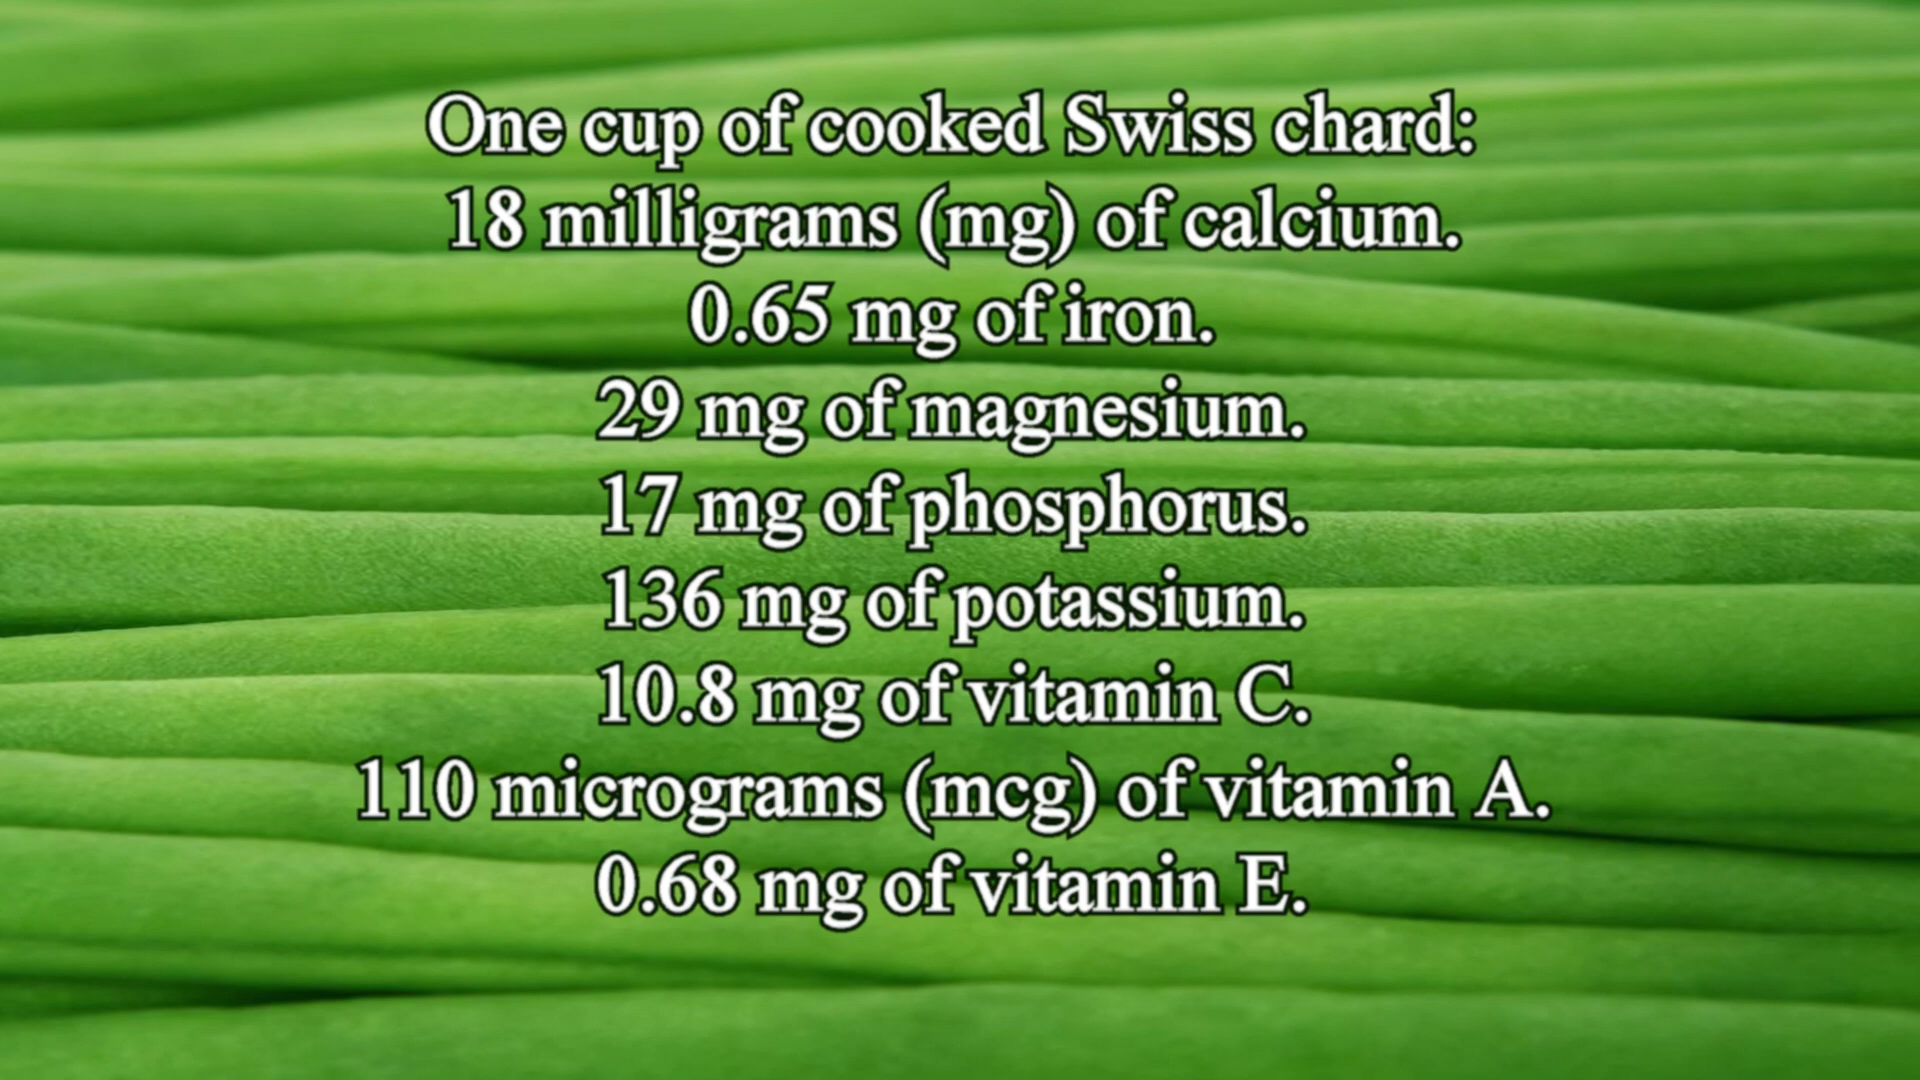 One cup of cooked Swiss chard:
18 milligrams (mg) of calcium.
0.65 mg of iron.
29 mg of magnesium.
17 mg of phosphorus.
136 mg of potassium.
10.8 mg of vitamin C.
110 micrograms (mcg) of vitamin A.
0.68 mg of vitamin E.